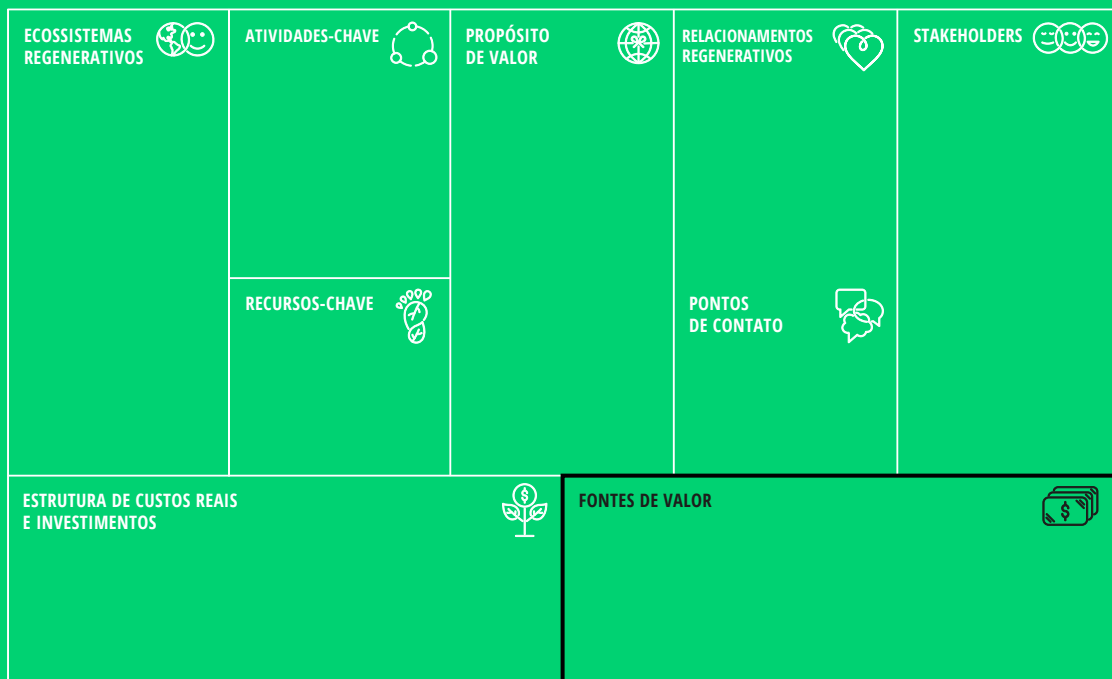 ECOSSISTEMAS
REGENERATIVOS
ATIVIDADES-CHAVE
PROPÓSITO
DE VALOR
RELACIONAMENTOS
REGENERATIVOS
STAKEHOLDERS
RECURSOS-CHAVE
PONTOS
DE CONTATO
ESTRUTURA DE CUSTOS REAIS
E INVESTIMENTOS
$
FONTES DE VALOR
$